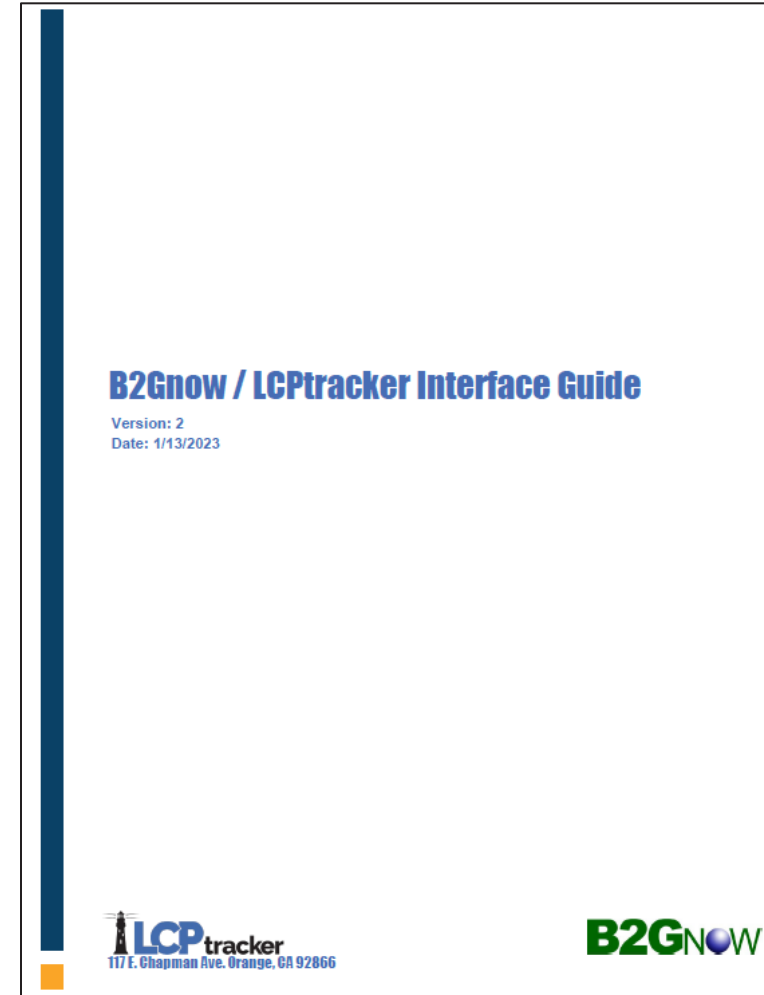 B2Gnow / LCPtracker Interface Guide
Version: 2
Date: 1/13/2023
LCPtracker
117 E. Chapman Ave. Orange, CA 92866
B2GNOW